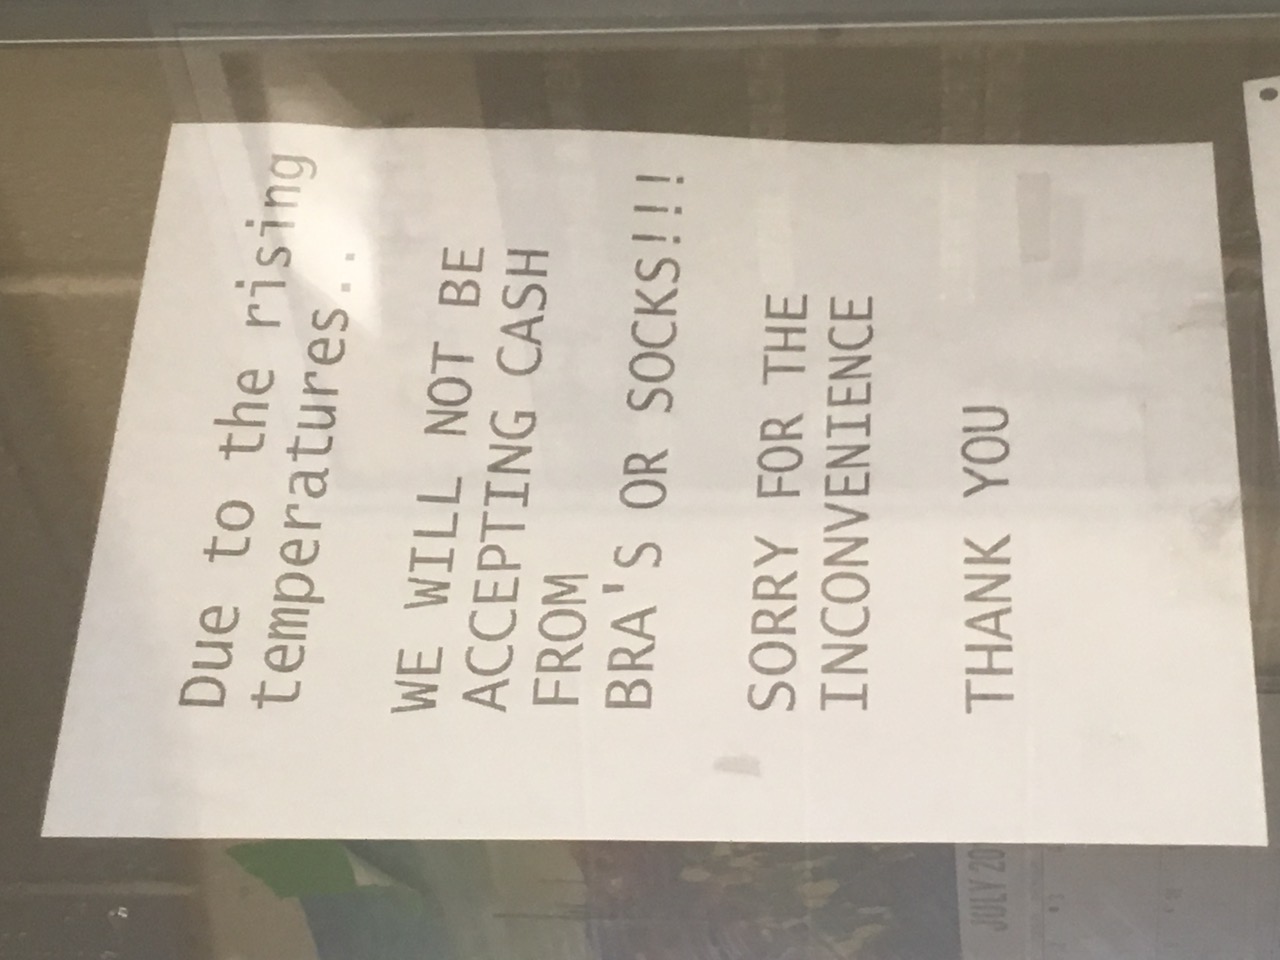 Due to the rising
temperatures..
WE WILL NOT BE
ACCEPTING CASH
FROM
BRA'S OR SOCKS!!!
SORRY FOR THE
INCONVENIENCE
THANK YOU
JULY 20